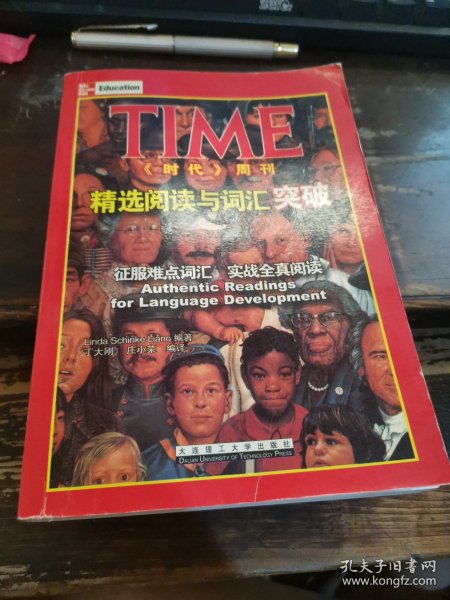 Education
TIME
《时代》周刊
精选阅读与词汇突破
征服难点词汇 实战全真阅读
Authentic Readings
for Language Development
Linda Schinke-Llano 编著
丁大刚 庄小荣 编译
大连理工大学出版社
DALIAN UNIVERSITY OF TECHNOLOGY PRESS
孔夫子旧书网
www.kongfz.com